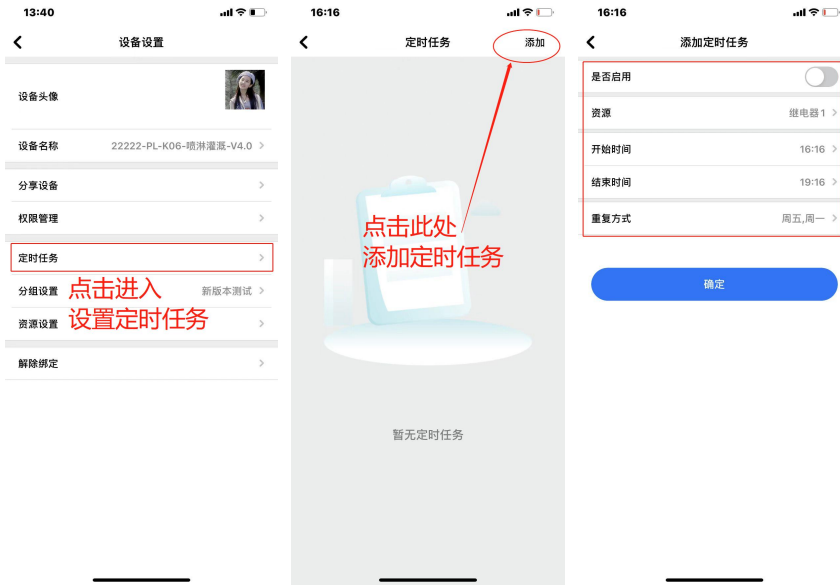 13:40
设备设置
设备头像
设备名称 22222-PL-K06-喷淋灌溉-V4.0
分享设备
权限管理
定时任务
点击进入
设置定时任务
分组设置 新版本测试
资源设置
解除绑定
16:16
定时任务 添加
点击此处
添加定时任务
暂无定时任务
16:16
添加定时任务
是否启用
资源 继电器1
开始时间 16:16
结束时间 19:16
重复方式 周五,周一
确定